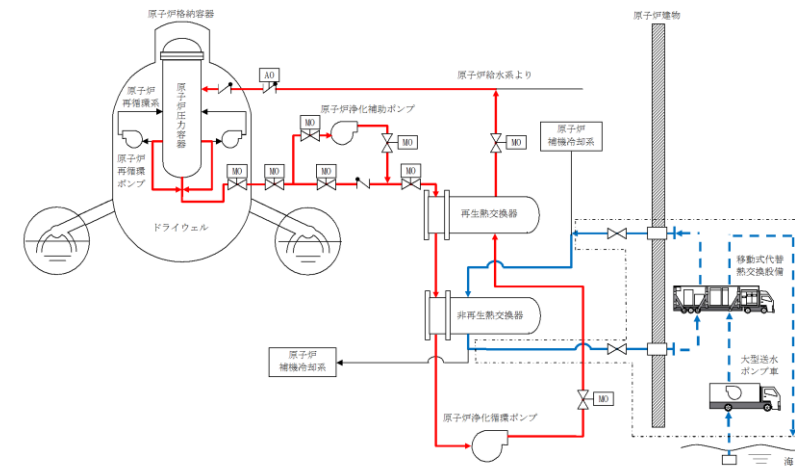 原子炉格納容器
原子炉建物
AO
原子炉給水系より
原子炉
再循環系
原子炉圧力容器
原子炉浄化補助ポンプ
MO
MO
MO
原子炉
補機冷却系
原子炉
再循環
ポンプ
MO
MO
MO
MO
再生熱交換器
ドライウェル
移動式代替
熱交換設備
非再生熱交換器
原子炉
補機冷却系
大型送水
ポンプ車
MO
原子炉浄化循環ポンプ
海